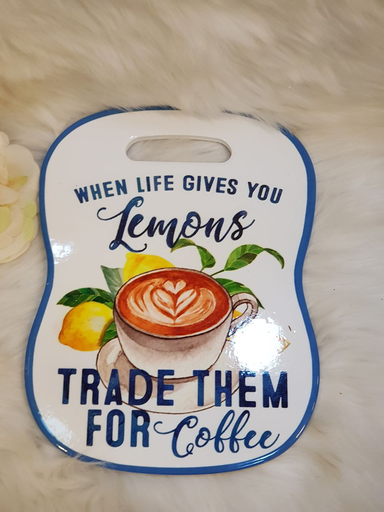 WHEN LIFE GIVES YOU
Lemons
TRADE THEM
FOR Coffee